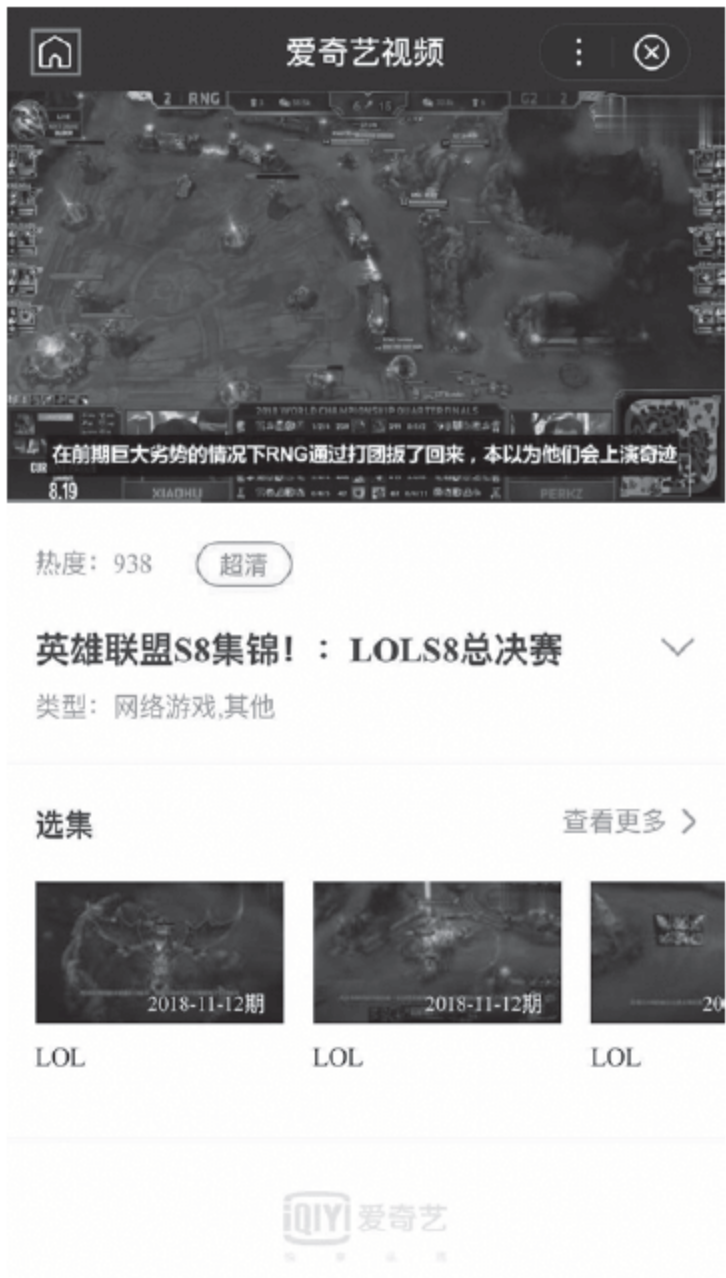 爱奇艺视频
2 RNG
6 15
G2 2
2018 WORLD CHAMPIONSHIP QUARTERFINALS
在前期巨大劣势的情况下RNG通过打团扳了回来，本以为他们会上演奇迹
8.19
XIAOHU
PERKZ
热度：938
超清
英雄联盟S8集锦！：LOLS8总决赛
类型：网络游戏,其他
选集
查看更多
2018-11-12期
2018-11-12期
20
LOL
LOL
LOL
iQIYI 爱奇艺